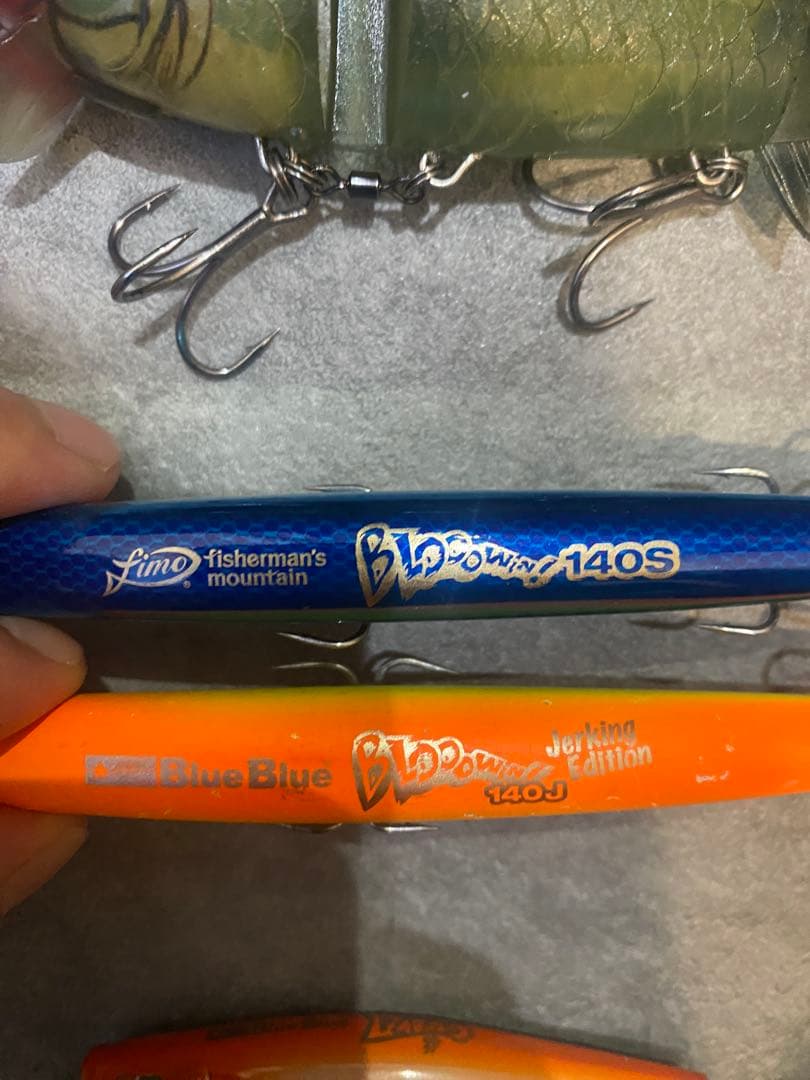 fimo® fisherman's
mountain
BLOOOWIN! 140S
BlueBlue
BLOOOWIN!
140J
Jerking
Edition